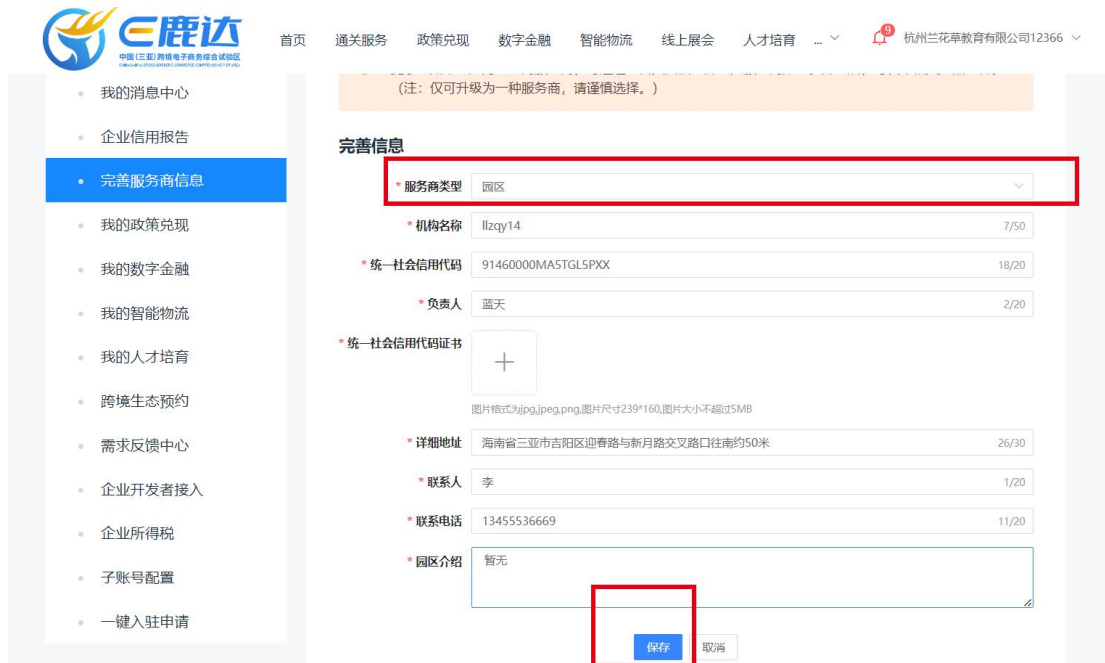 E鹿达
中国(三亚)跨境电子商务综合试验区
首页 通关服务 政策兑现 数字金融 智能物流 线上展会 人才培育 ... 9 杭州兰花草教育有限公司12366
我的消息中心
企业信用报告
完善服务商信息
我的政策兑现
我的数字金融
我的智能物流
我的人才培育
跨境生态预约
需求反馈中心
企业开发者接入
企业所得税
子账号配置
一键入驻申请
(注：仅可升级为一种服务商，请谨慎选择。)
完善信息
* 服务商类型 园区
* 机构名称 llzqy14 7/50
* 统一社会信用代码 91460000MA5TGL5PXX 18/20
* 负责人 蓝天 2/20
* 统一社会信用代码证书
图片格式为jpg,jpeg,png,图片尺寸239*160,图片大小不超过5MB
* 详细地址 海南省三亚市吉阳区迎春路与新月路交叉路口往南约50米 26/30
* 联系人 李 1/20
* 联系电话 13455536669 11/20
* 园区介绍 暂无
保存 取消